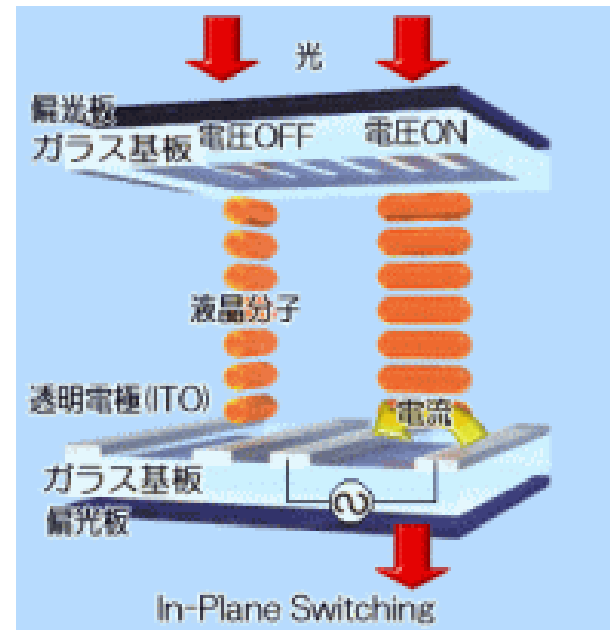 光
偏光板
ガラス基板
電圧OFF
電圧ON
液晶分子
透明電極(ITO)
電流
ガラス基板
偏光板
In-Plane Switching